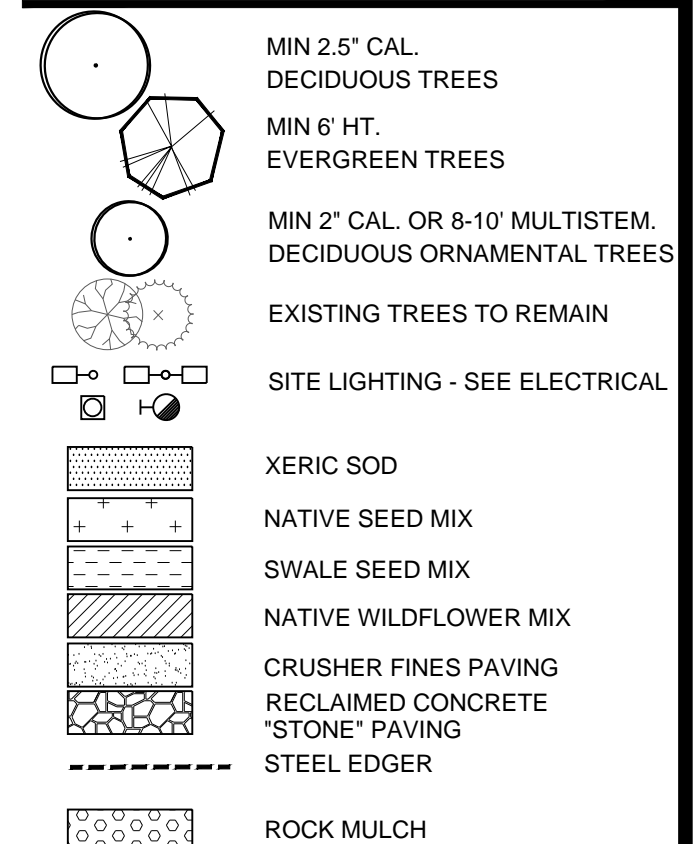 MIN 2.5" CAL.
DECIDUOUS TREES
MIN 6' HT.
EVERGREEN TREES
MIN 2" CAL. OR 8-10' MULTISTEM.
DECIDUOUS ORNAMENTAL TREES
EXISTING TREES TO REMAIN
SITE LIGHTING - SEE ELECTRICAL
XERIC SOD
NATIVE SEED MIX
SWALE SEED MIX
NATIVE WILDFLOWER MIX
CRUSHER FINES PAVING
RECLAIMED CONCRETE
"STONE" PAVING
STEEL EDGER
ROCK MULCH